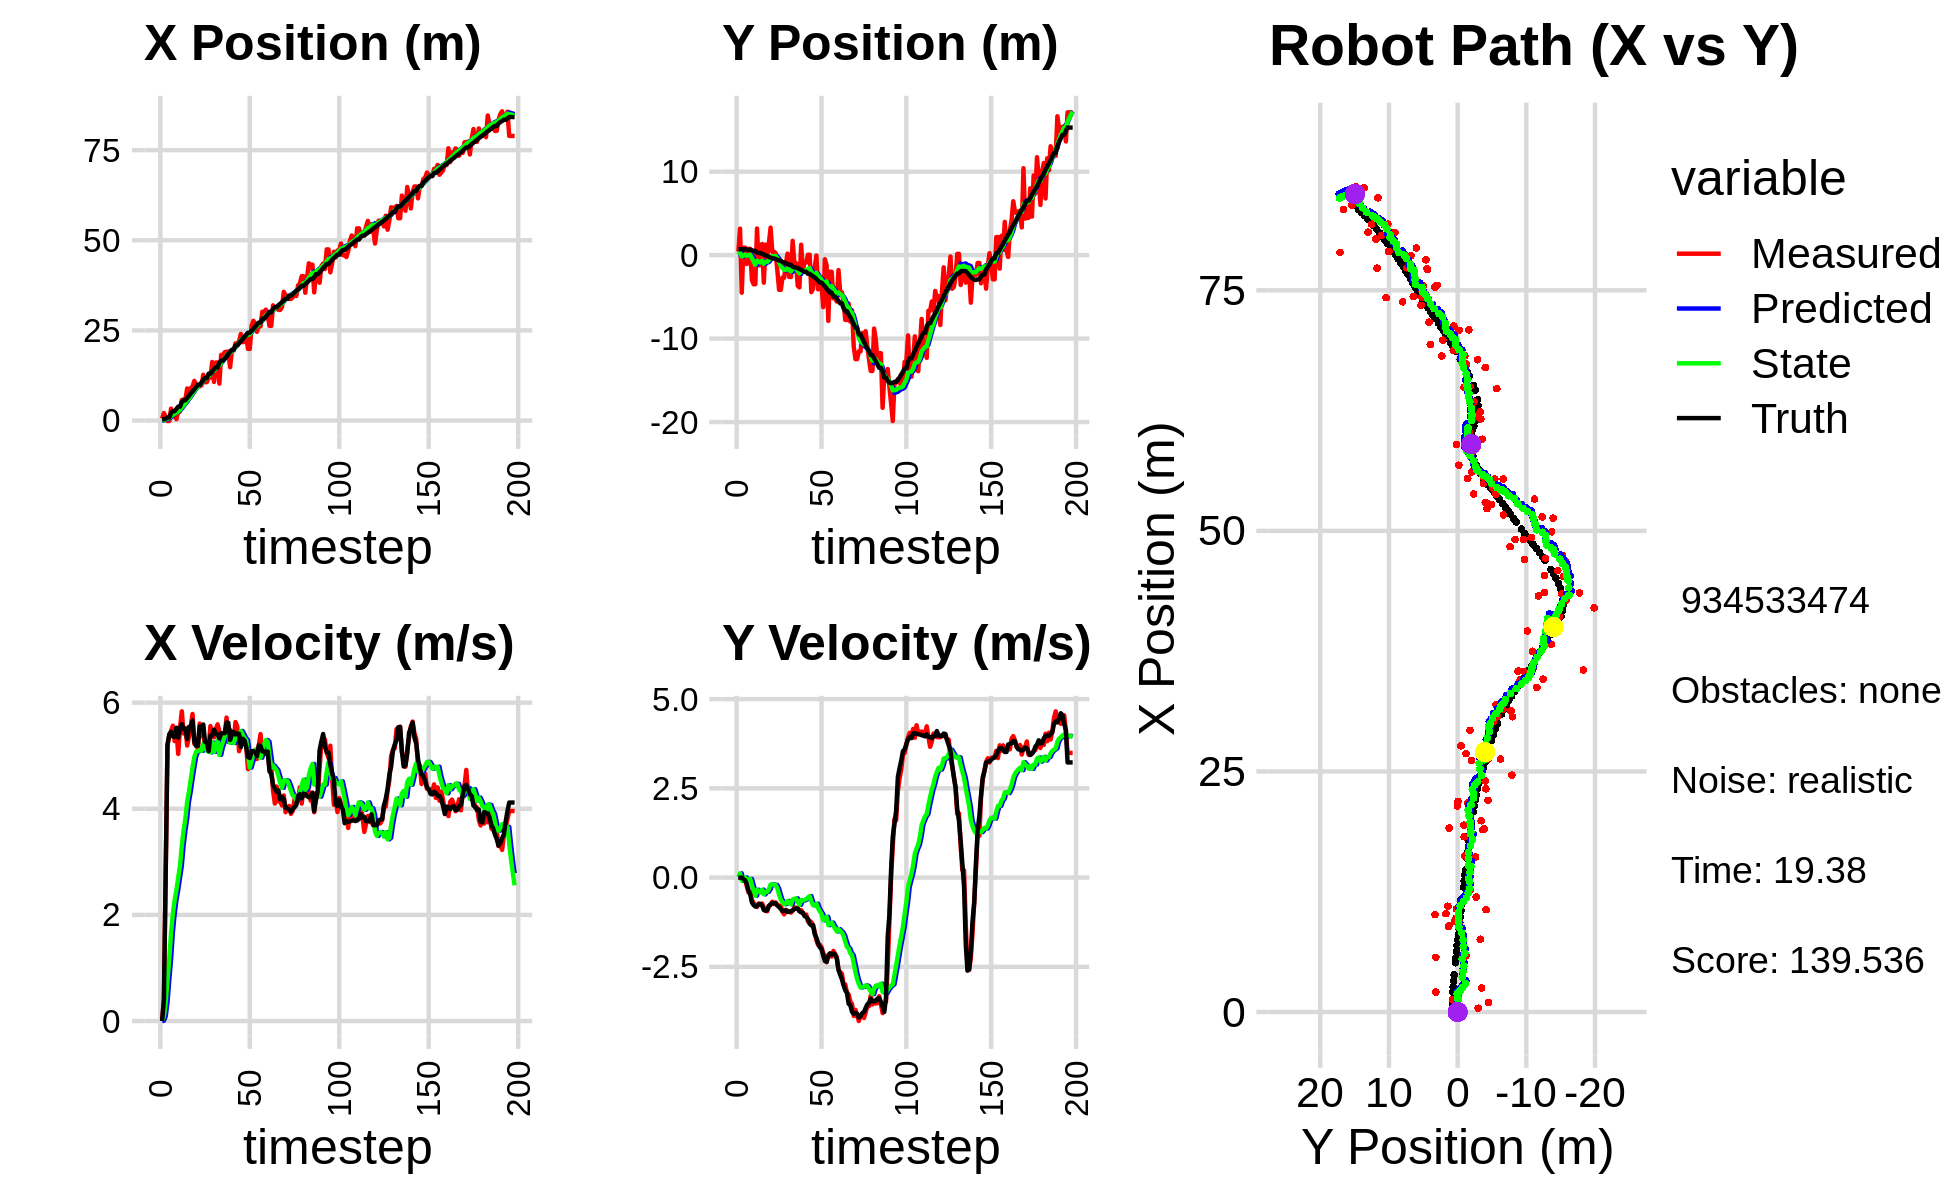 X Position (m)
75
50
25
0
0
50
100
150
200
timestep
Y Position (m)
10
0
-10
-20
0
50
100
150
200
timestep
X Velocity (m/s)
6
4
2
0
0
50
100
150
200
timestep
Y Velocity (m/s)
5.0
2.5
0.0
-2.5
0
50
100
150
200
timestep
Robot Path (X vs Y)
X Position (m)
75
50
25
0
20 10 0 -10 -20
Y Position (m)
variable
Measured
Predicted
State
Truth
934533474
Obstacles: none
Noise: realistic
Time: 19.38
Score: 139.536